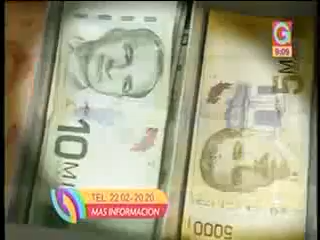 G
9:09
10 MIL
5 MIL
5000
TEL: 22 02-20 20
MAS INFORMACION